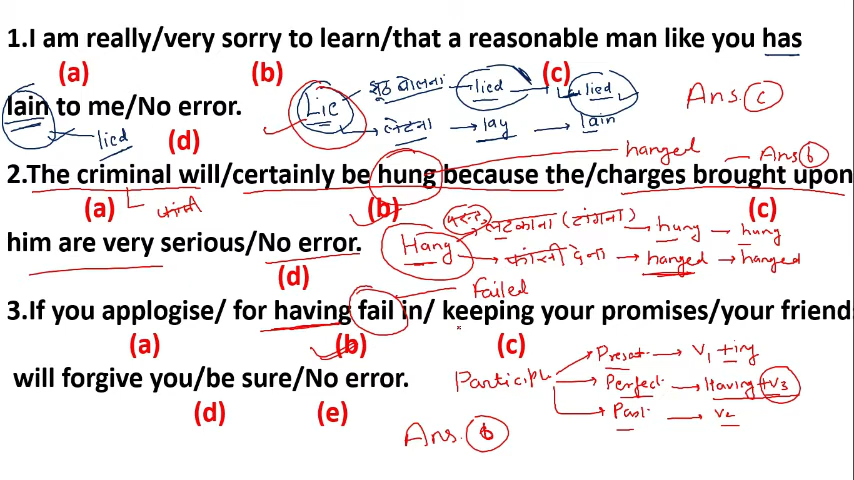 1.I am really/very sorry to learn/that a reasonable man like you has
(a) (b) (c)
झूठ बोलना lied lied
Ans. c
lain to me/No error.
Lie
lied
(d)
लेटना lay lain
hanged
Ans b
2.The criminal will/certainly be hung because the/charges brought upon
(a) (b) (c)
फांसी
लटकाना (टांगना) hung hung
him are very serious/No error.
Hang
फांसी देना hanged hanged
(d)
Failed
3.If you applogise/ for having fail in/ keeping your promises/your friend
(a) (b) (c)
Present V1 + ing
will forgive you/be sure/No error.
Participle Perfect Having + V3
(d) (e)
Past V2
Ans. b